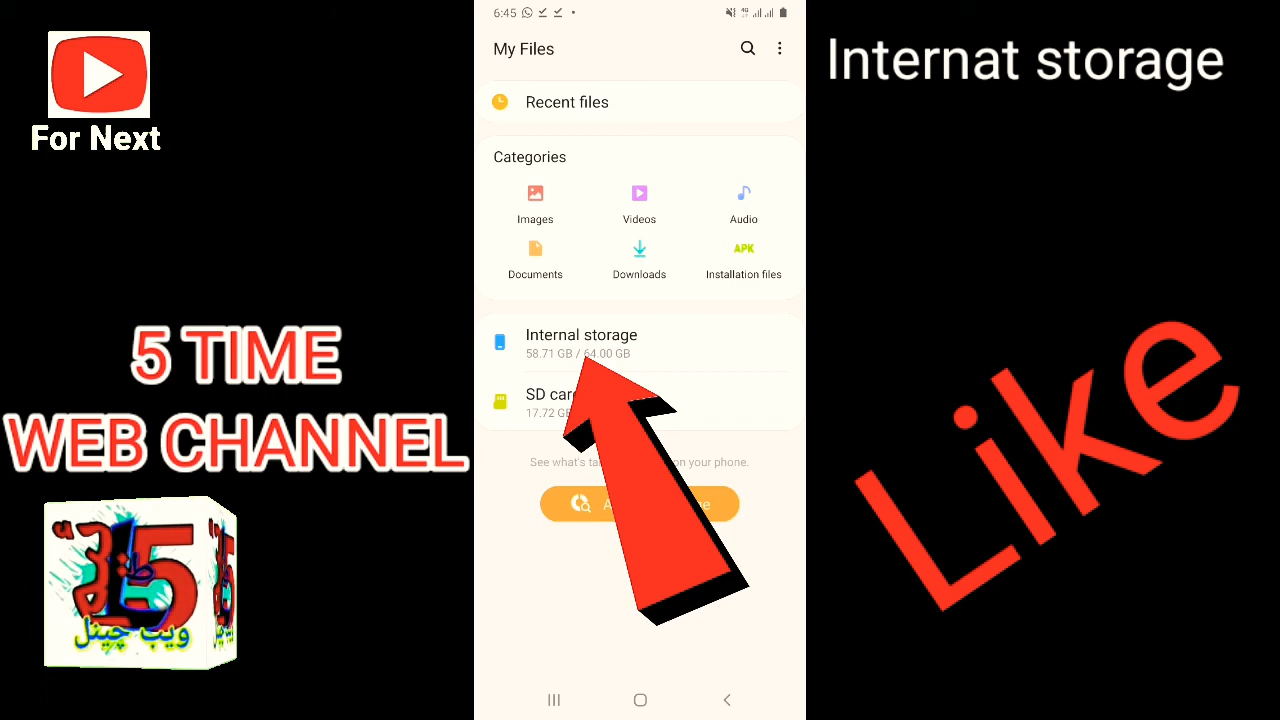 For Next
5 TIME
WEB CHANNEL
5
ویب چینل
6:45
My Files
Recent files
Categories
Images
Videos
Audio
Documents
Downloads
APK
Installation files
Internal storage
58.71 GB / 64.00 GB
SD
17.72
See what's
on your phone.
Internat storage
Like